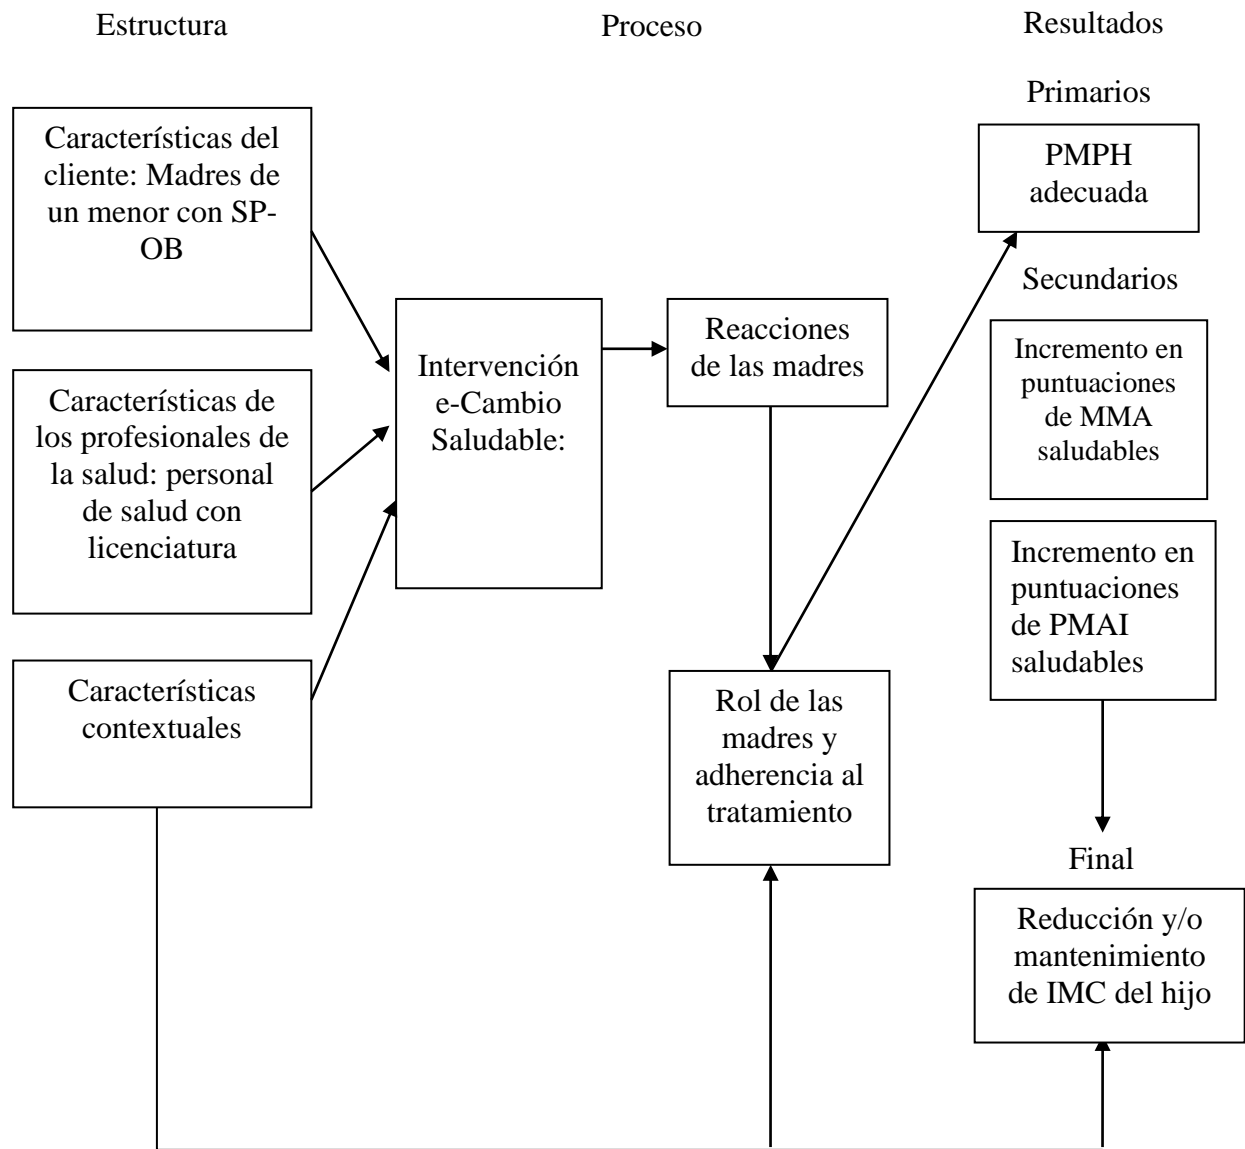 Estructura
Proceso
Resultados
Primarios
Características del
cliente: Madres de
un menor con SP-
OB
Características de
los profesionales de
la salud: personal
de salud con
licenciatura
Características
contextuales
Intervención
e-Cambio
Saludable:
Reacciones
de las madres
Rol de las
madres y
adherencia al
tratamiento
PMPH
adecuada
Secundarios
Incremento en
puntuaciones
de MMA
saludables
Incremento en
puntuaciones
de PMAI
saludables
Final
Reducción y/o
mantenimiento
de IMC del hijo